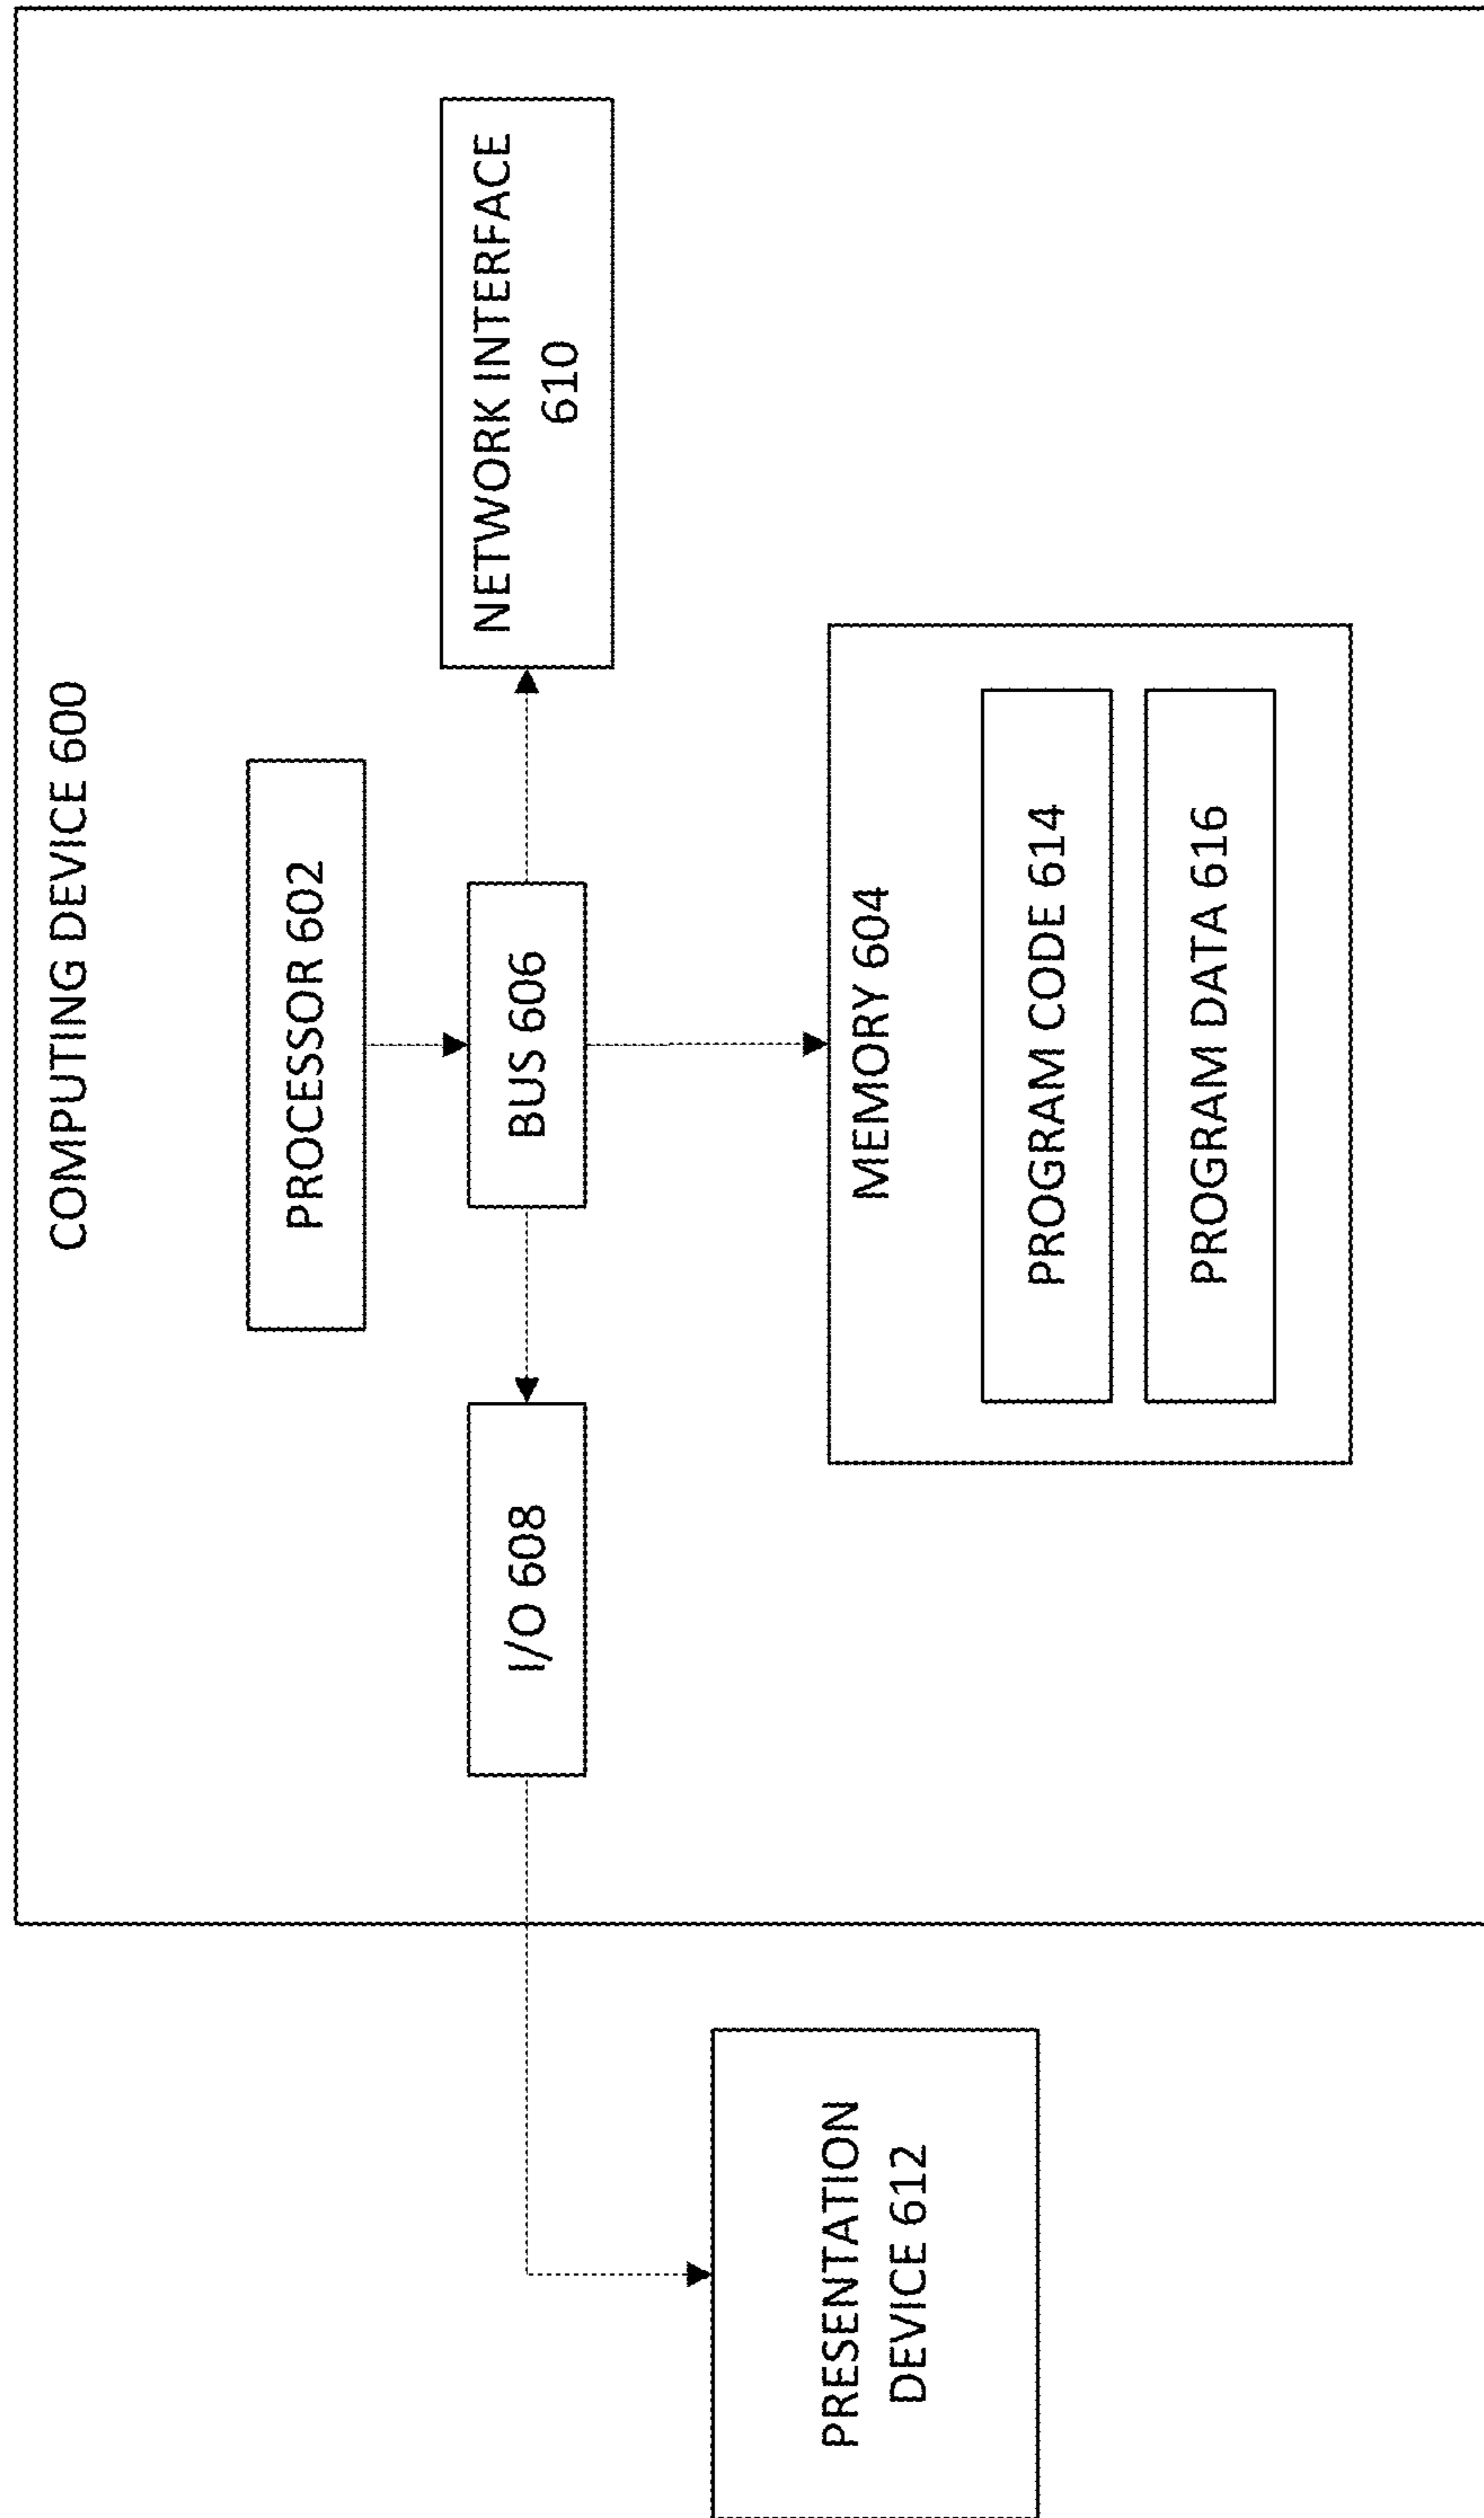 COMPUTING DEVICE 600
PROCESSOR 602
I/O 608
BUS 606
NETWORK INTERFACE
610
PRESENTATION
DEVICE 612
MEMORY 604
PROGRAM CODE 614
PROGRAM DATA 616